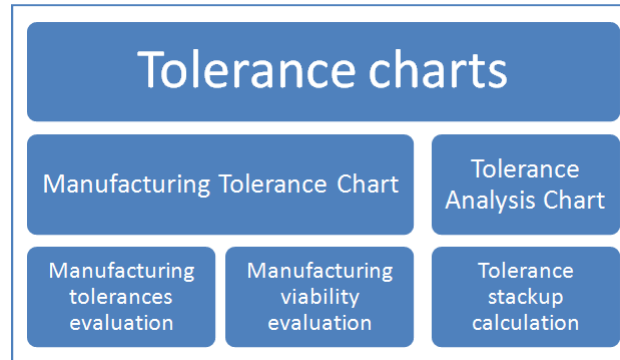 Tolerance charts
Manufacturing Tolerance Chart
Tolerance
Analysis Chart
Manufacturing
tolerances
evaluation
Manufacturing
viability
evaluation
Tolerance
stackup
calculation